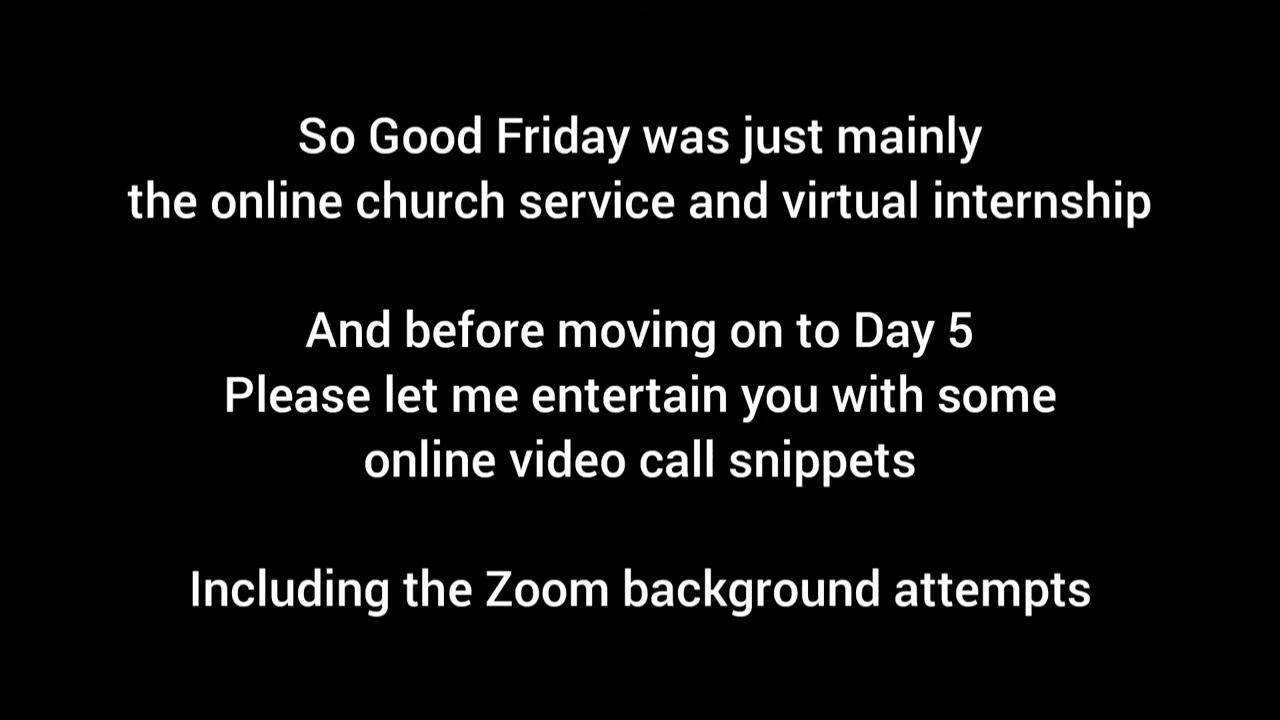 So Good Friday was just mainly
the online church service and virtual internship
And before moving on to Day 5
Please let me entertain you with some
online video call snippets
Including the Zoom background attempts